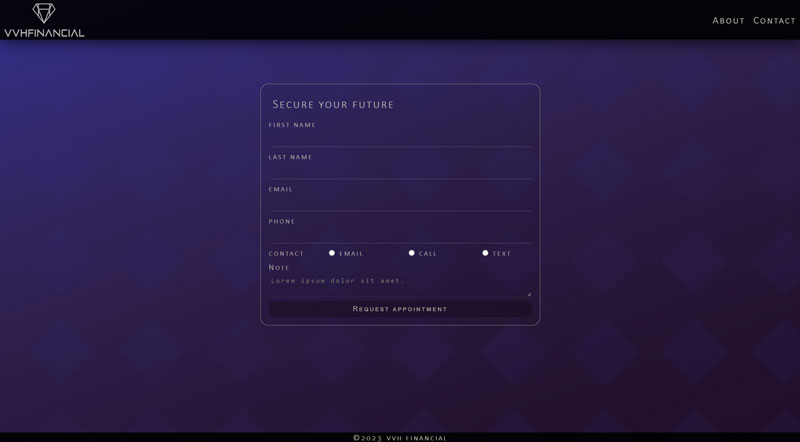 VVHFINANCIAL
About Contact
Secure your future
first name
last name
email
phone
contact email call text
Note
Lorem ipsum dolor sit amet.
Request appointment
©2023 vvh financial